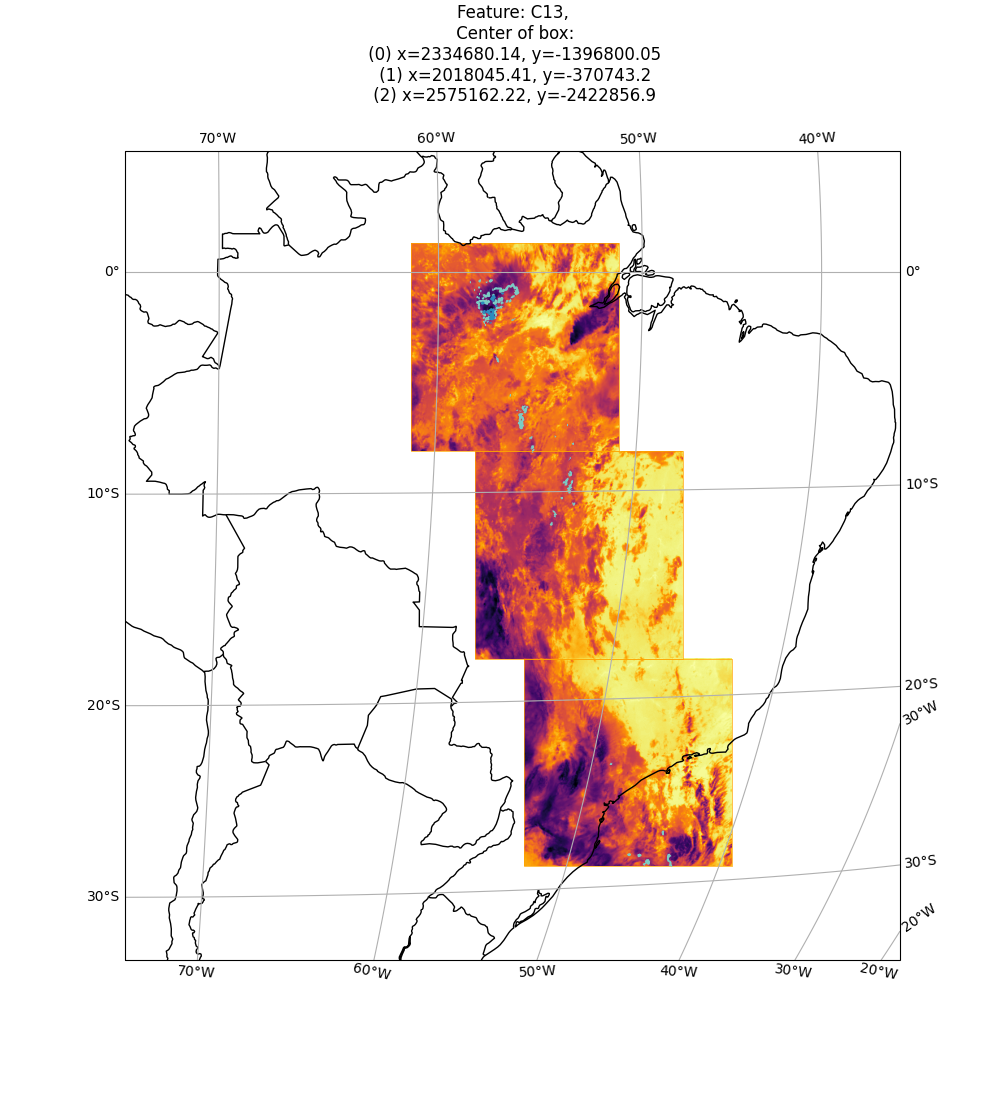 Feature: C13,
Center of box:
(0) x=2334680.14, y=-1396800.05
(1) x=2018045.41, y=-370743.2
(2) x=2575162.22, y=-2422856.9
70°W 60°W 50°W 40°W
0° 0°
10°S 10°S
20°S 20°S
30°W
30°S 30°S
20°W
70°W 60°W 50°W 40°W 30°W 20°W